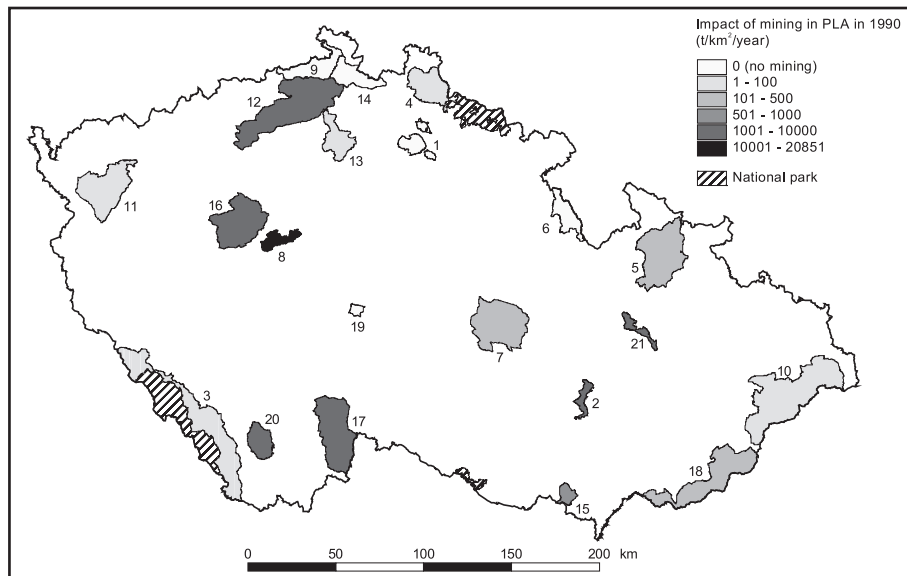 Impact of mining in PLA in 1990
(t/km²/year)
0 (no mining)
1 - 100
101 - 500
501 - 1000
1001 - 10000
10001 - 20851
National park
9
12
14
4
1
13
11
16
6
8
5
19
7
21
10
3
2
20
17
18
15
0 50 100 150 200 km